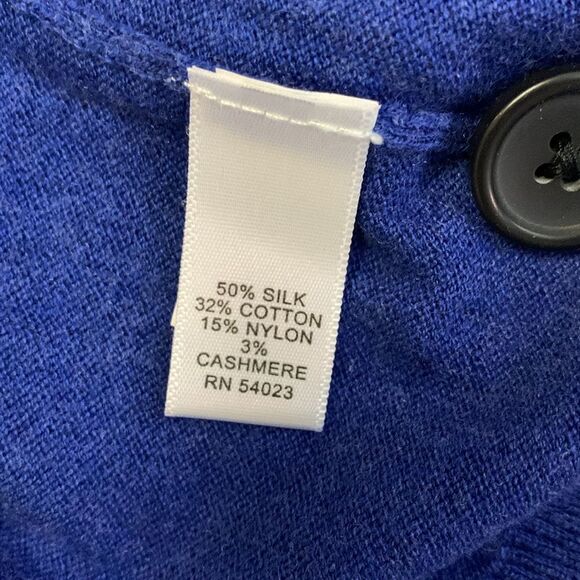 50% SILK
32% COTTON
15% NYLON
3%
CASHMERE
RN 54023